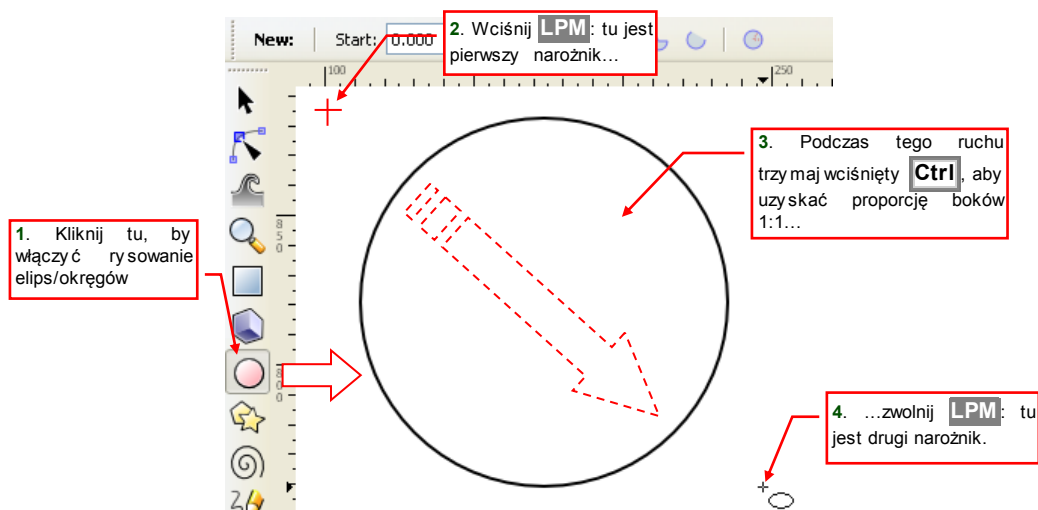 New: Start: 0.000
2. Wciśnij LPM: tu jest
pierwszy narożnik…
100
250
3. Podczas tego ruchu
trzymaj wciśnięty Ctrl, aby
uzyskać proporcję boków
1:1…
850
1. Kliknij tu, by
włączyć rysowanie
elips/okręgów
800
4. …zwolnij LPM: tu
jest drugi narożnik.